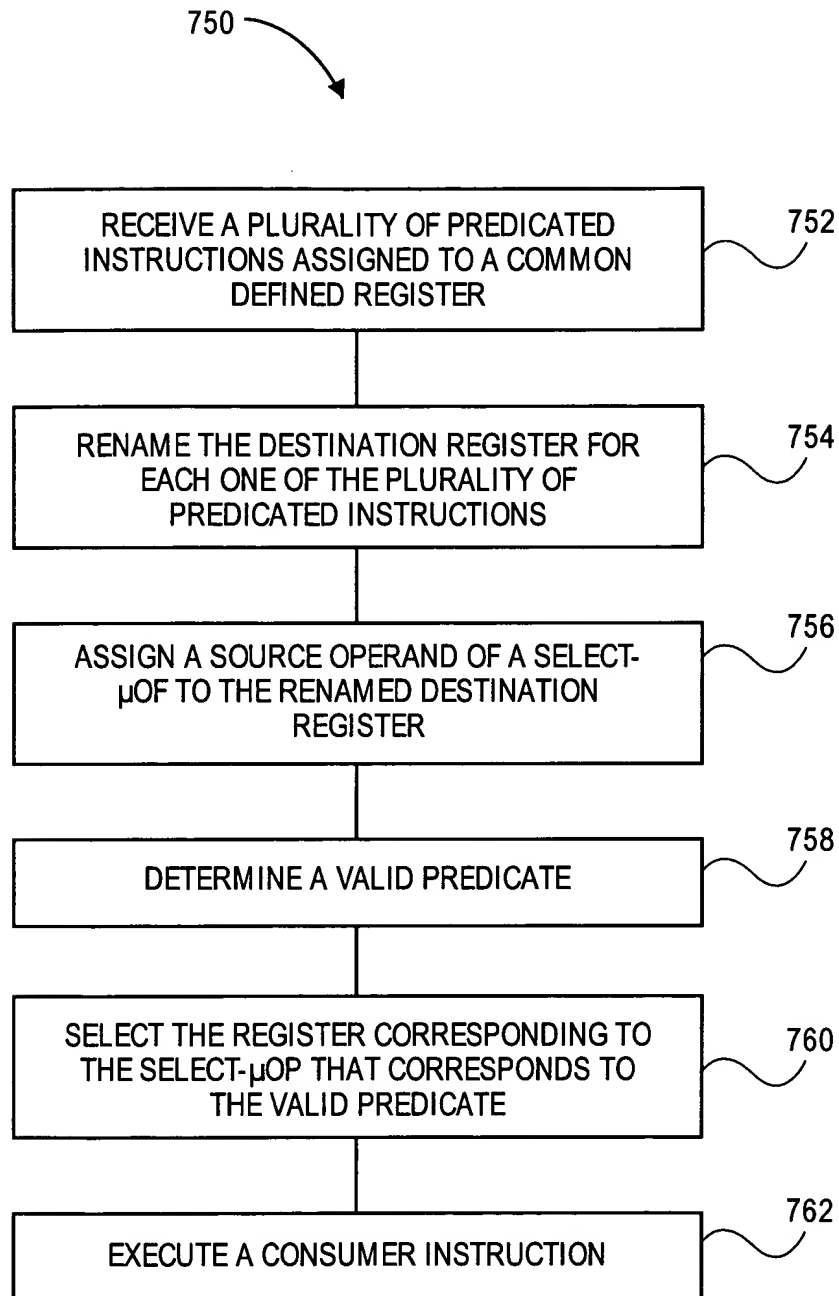 750
RECEIVE A PLURALITY OF PREDICATED
INSTRUCTIONS ASSIGNED TO A COMMON
DEFINED REGISTER
752
RENAME THE DESTINATION REGISTER FOR
EACH ONE OF THE PLURALITY OF
PREDICATED INSTRUCTIONS
754
ASSIGN A SOURCE OPERAND OF A SELECT-
µOF TO THE RENAMED DESTINATION
REGISTER
756
DETERMINE A VALID PREDICATE
758
SELECT THE REGISTER CORRESPONDING TO
THE SELECT-µOP THAT CORRESPONDS TO
THE VALID PREDICATE
760
EXECUTE A CONSUMER INSTRUCTION
762